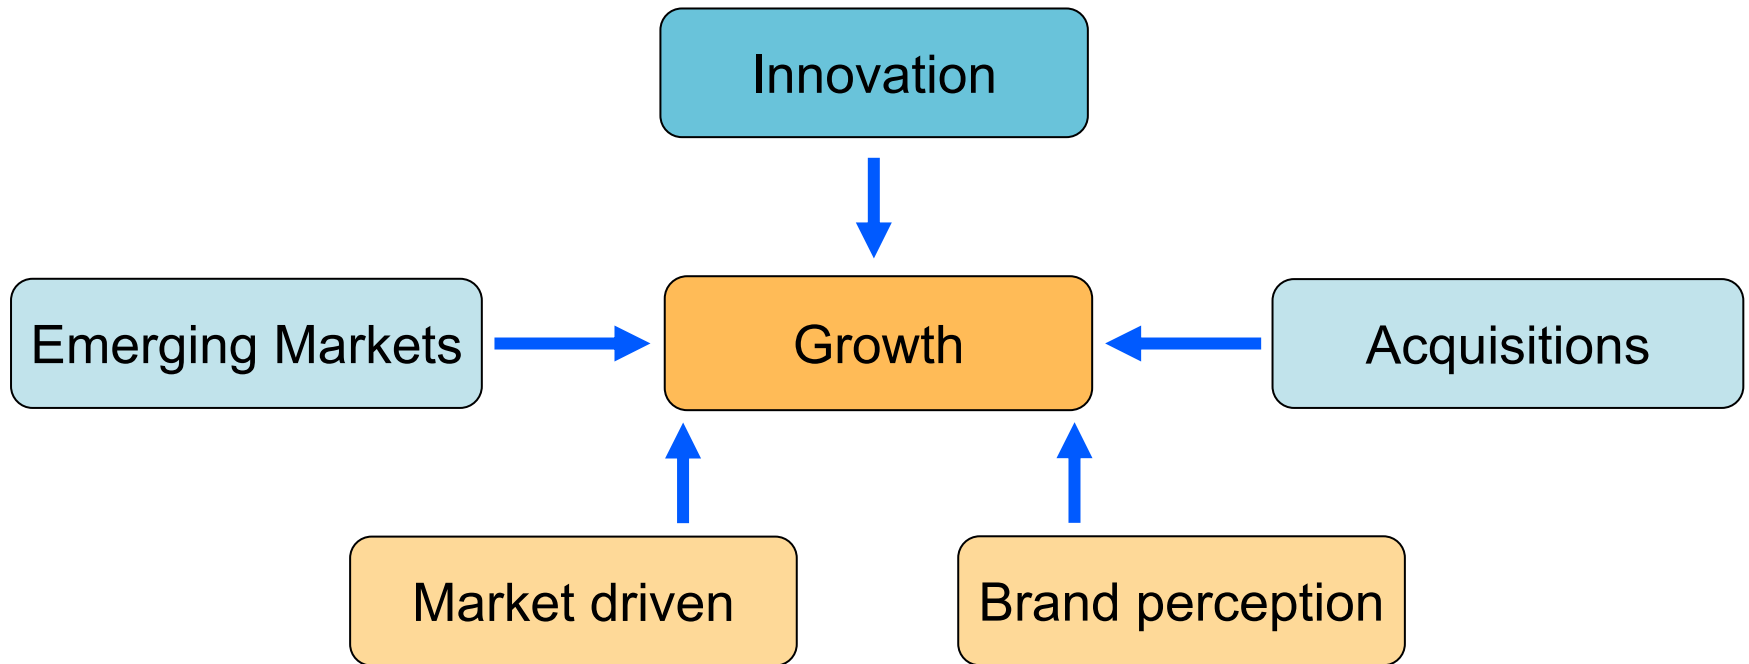 Innovation
Emerging Markets
Growth
Acquisitions
Market driven
Brand perception